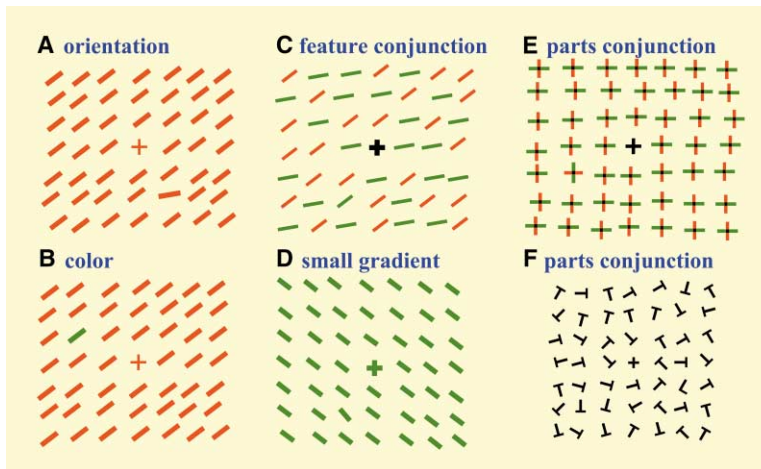 A orientation
C feature conjunction
E parts conjunction
B color
D small gradient
F parts conjunction